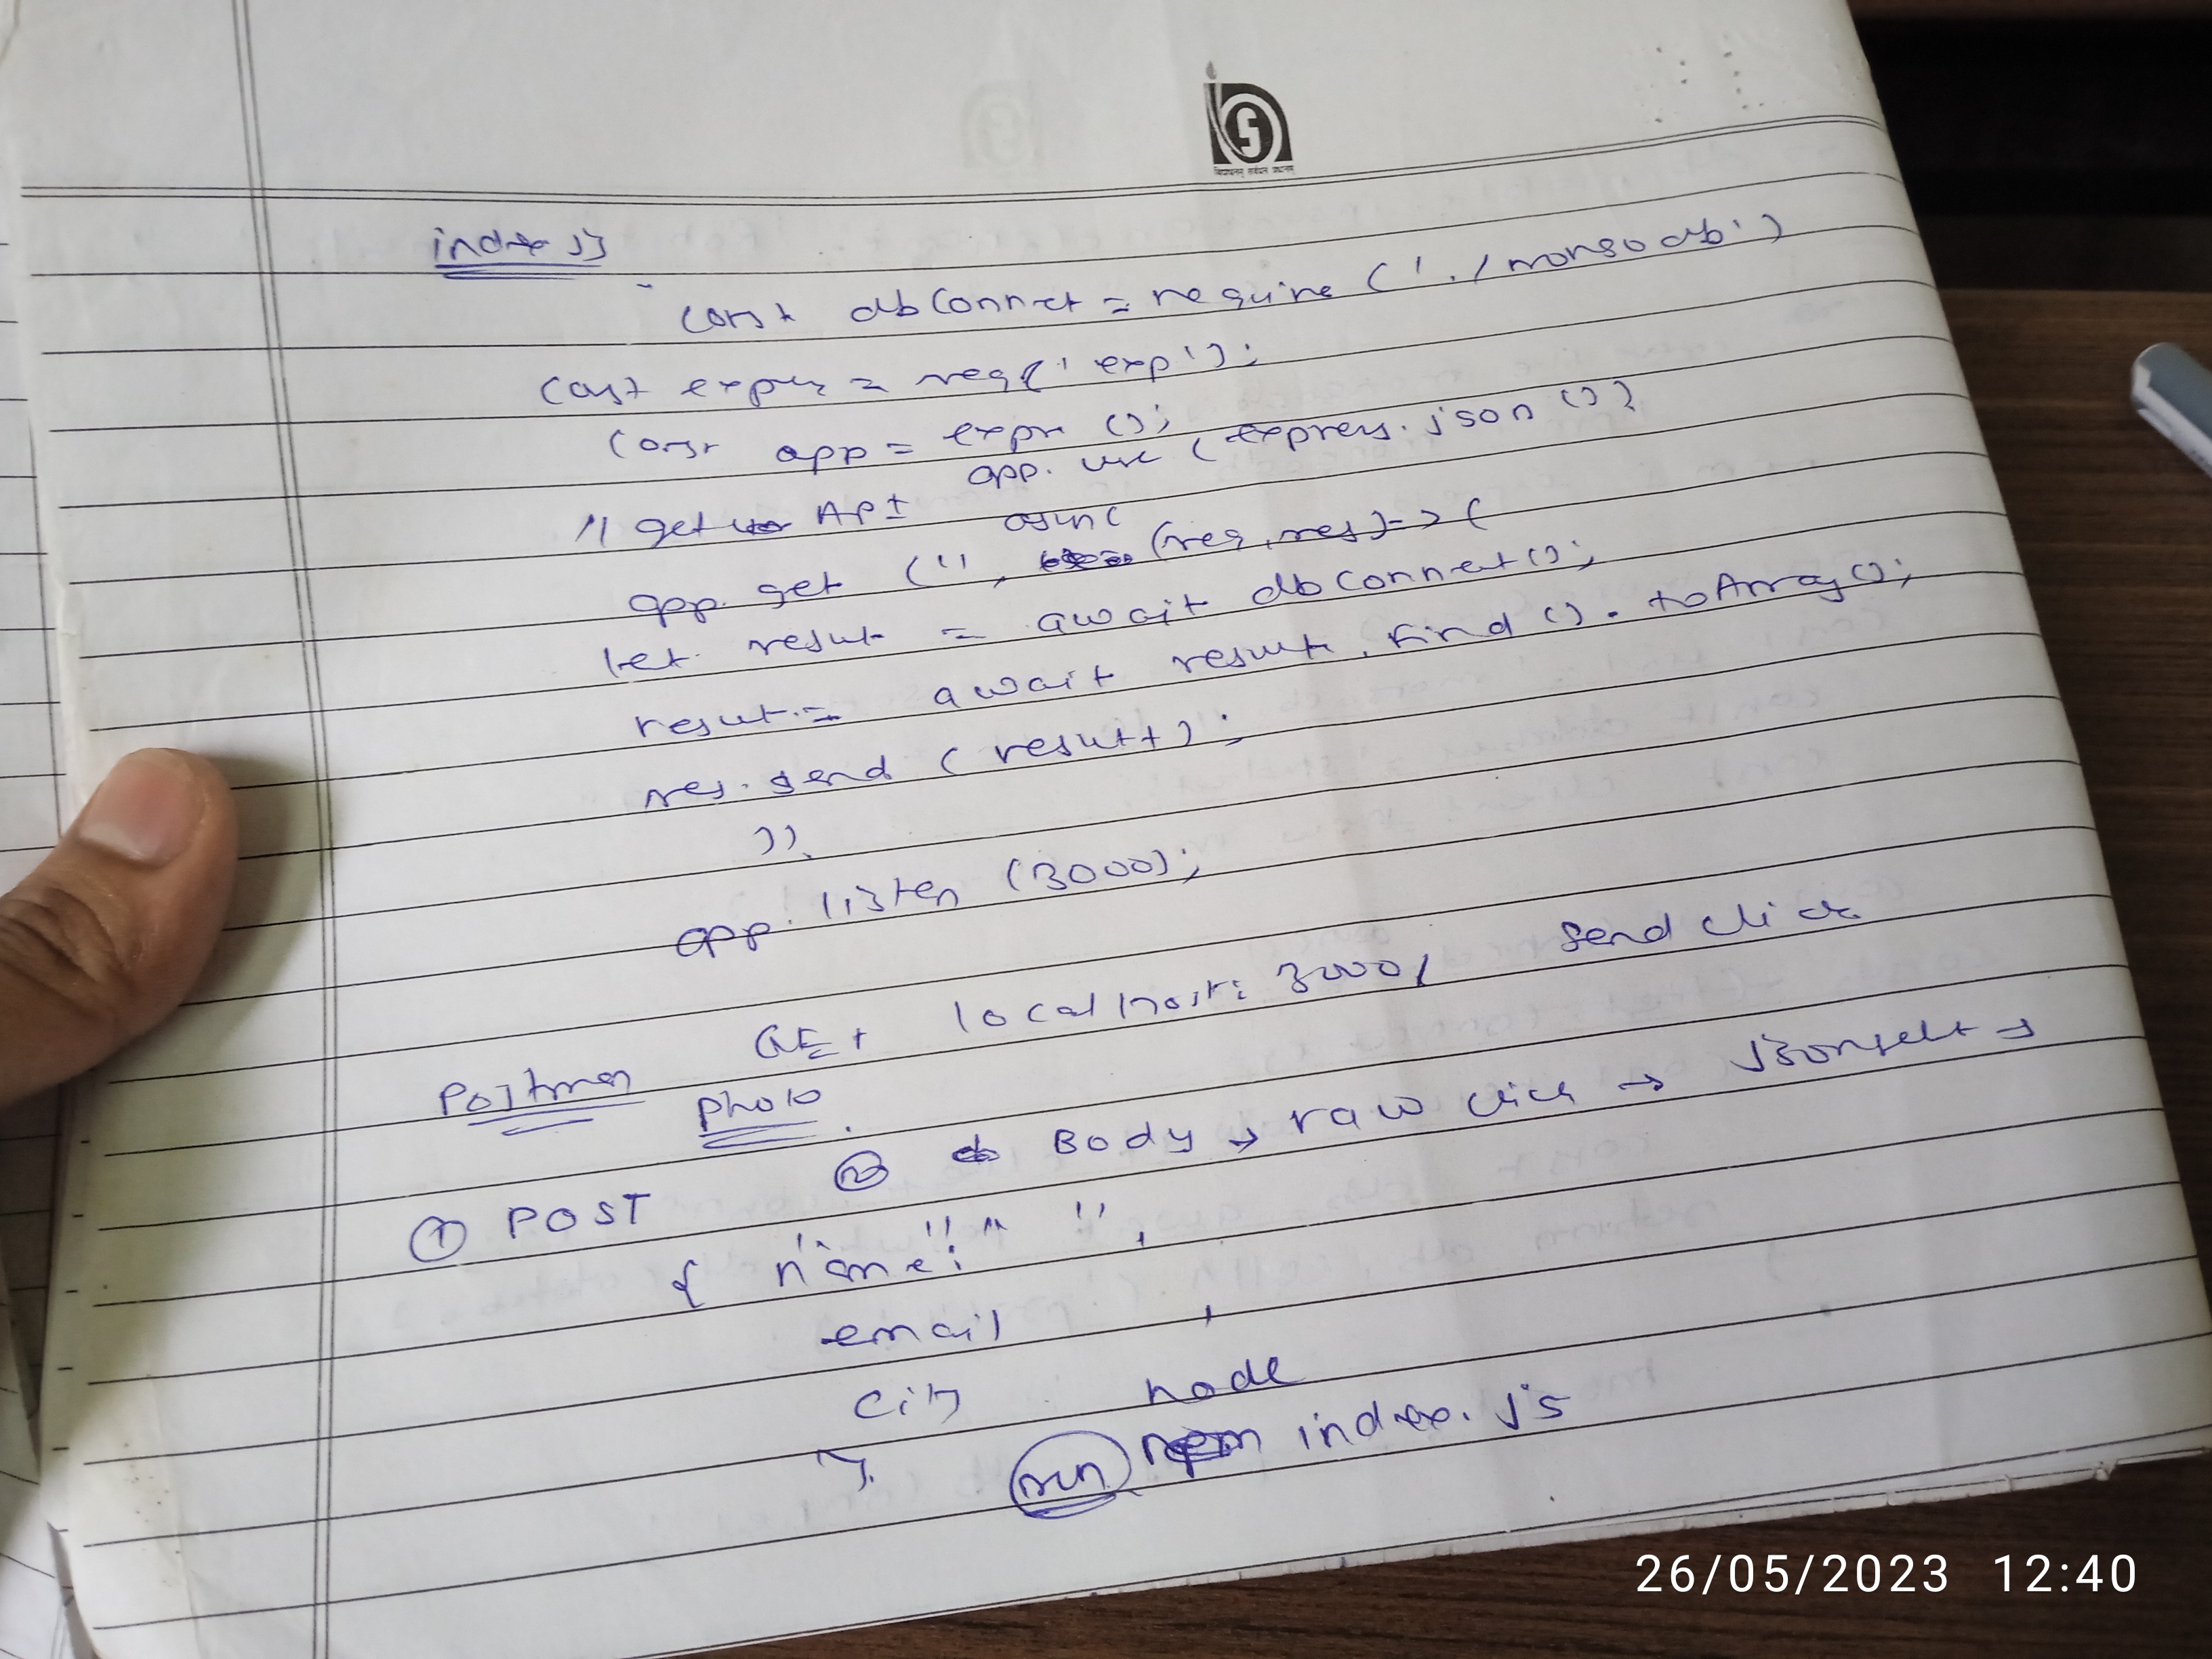 index js
const dbConnect = require ('./mongodb')
const expres = req('exp');
const app = expr ();
app. use (express.json ())
// get API
async
app. get ('', (req, res) => (
let result = await dbConnect();
result = await result. find (). toArray();
res. send ( result );
)).
app. listen (3000);
Postman GET localhost: 3000/ send click
photo
① POST ② Body → raw click → json select →
{ "name": " ",
email ,
city
}.
node
run index. js
26/05/2023 12:40